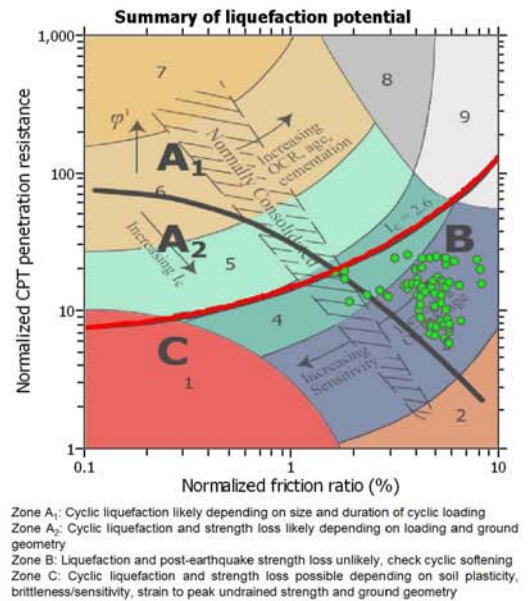 Summary of liquefaction potential
Normalized CPT penetration resistance
1,000
100
10
1
7
8
9
φ'
A1
Normally Consolidated
Increasing
OCR, age,
cementation
6
A2
Increasing Ic
5
Ic = 2.6
B
4
C
1
Increasing
Sensitivity
2
0.1
1
10
Normalized friction ratio (%)
Zone A1: Cyclic liquefaction likely depending on size and duration of cyclic loading
Zone A2: Cyclic liquefaction and strength loss likely depending on loading and ground
geometry
Zone B: Liquefaction and post-earthquake strength loss unlikely, check cyclic softening
Zone C: Cyclic liquefaction and strength loss possible depending on soil plasticity,
brittleness/sensitivity, strain to peak undrained strength and ground geometry